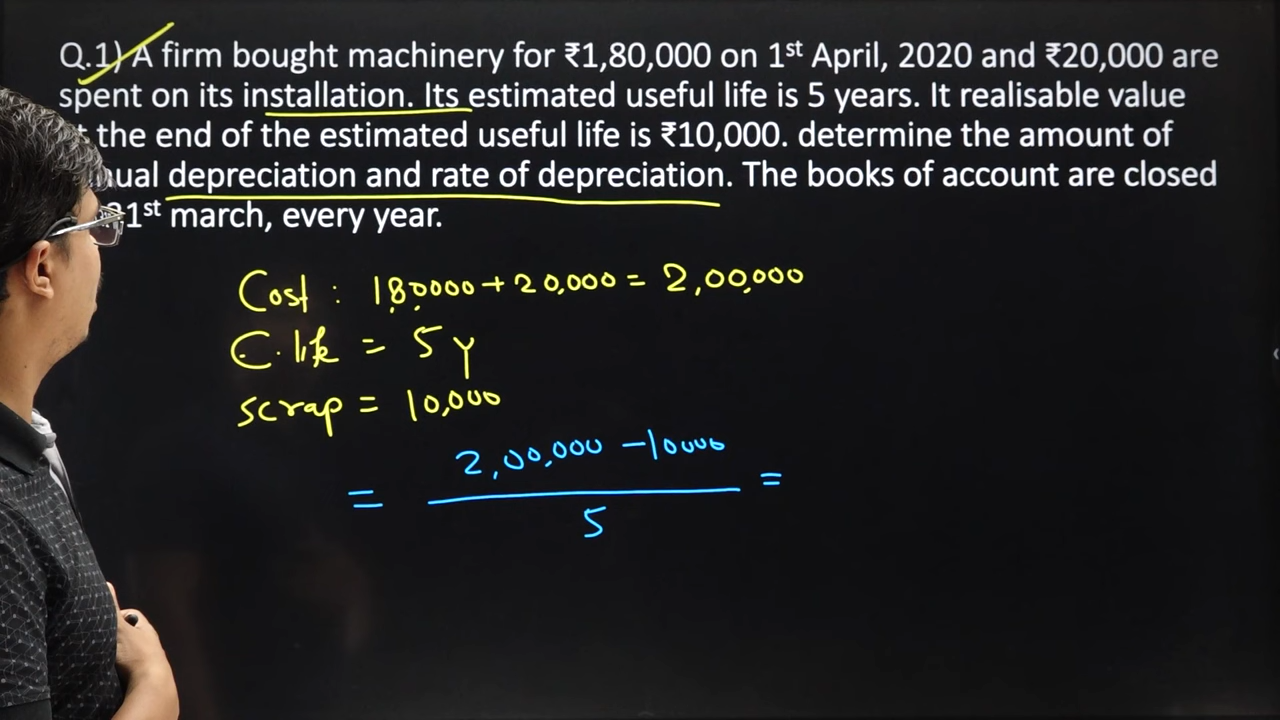 Q.1) A firm bought machinery for ₹1,80,000 on 1st April, 2020 and ₹20,000 are
spent on its installation. Its estimated useful life is 5 years. It realisable value
the end of the estimated useful life is ₹10,000. determine the amount of
depreciation and rate of depreciation. The books of account are closed
1st march, every year.
Cost : 180000 + 20,000 = 2,00,000
life = 5 y
scrap = 10,000
= 2,00,000 - 10000 =
5